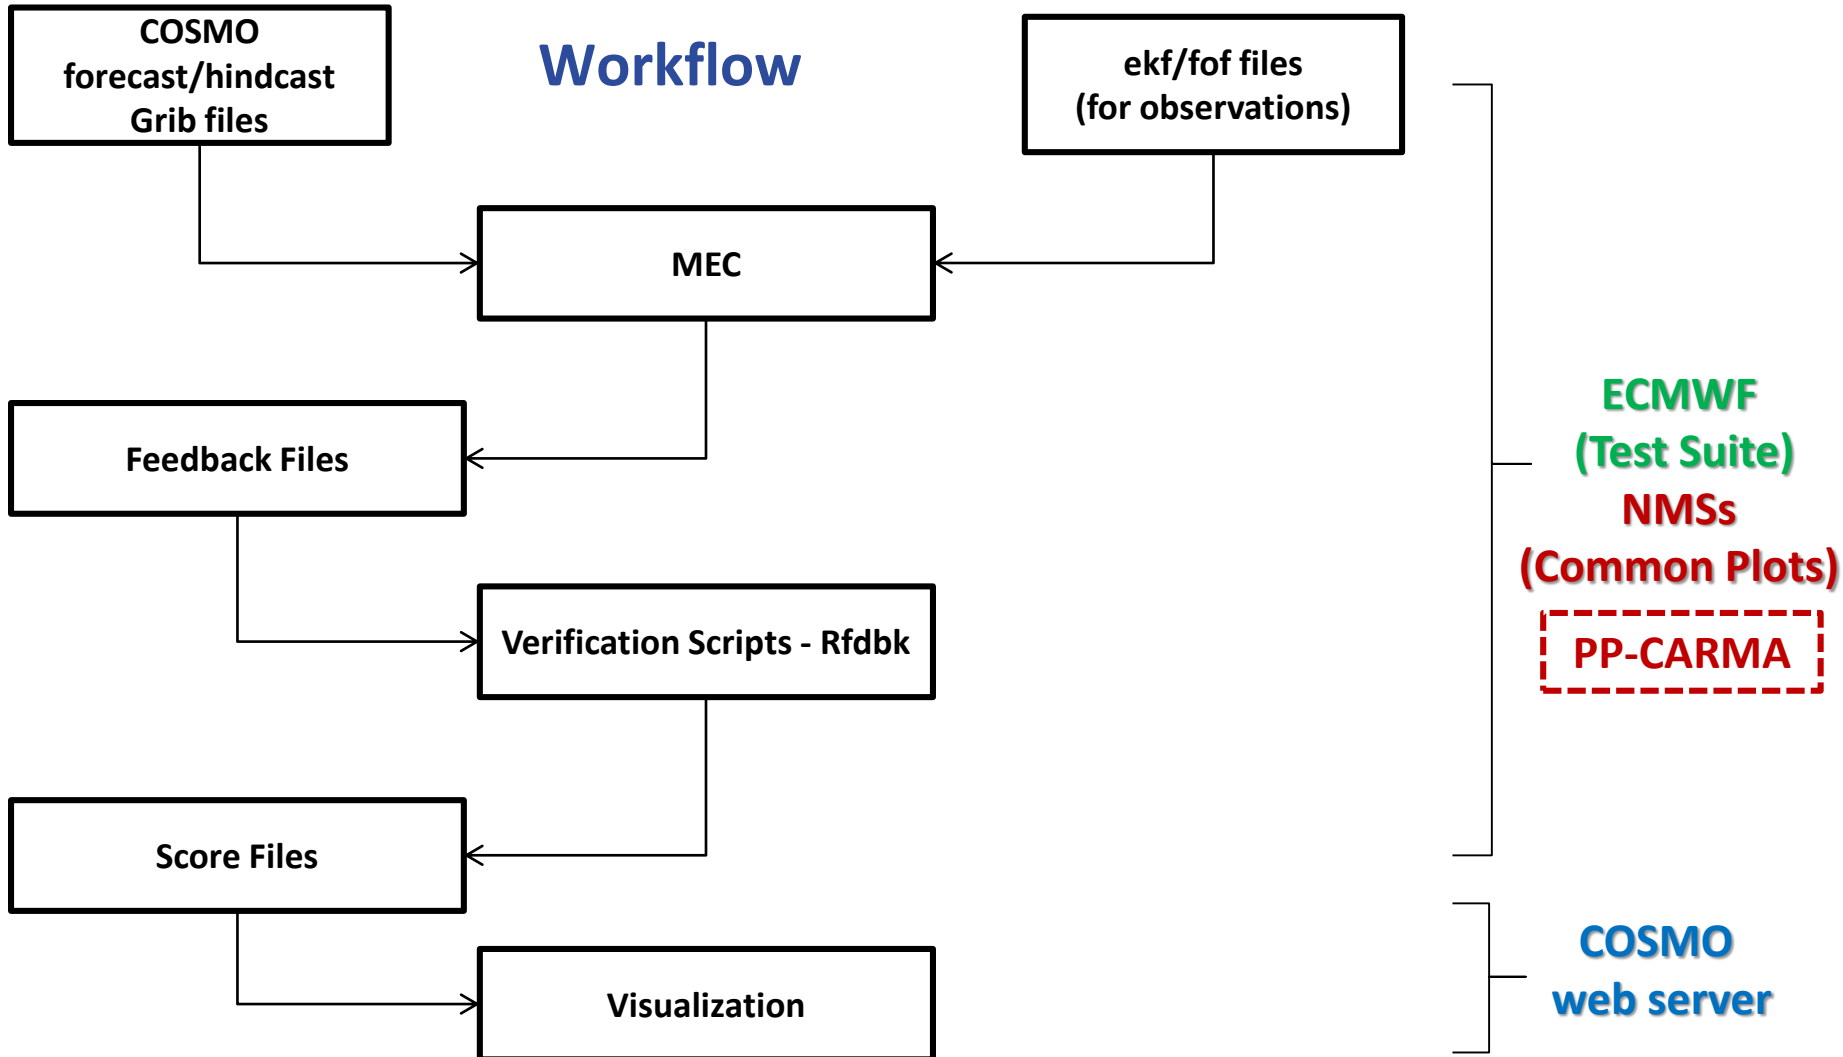 COSMO
forecast/hindcast
Grib files
Workflow
ekf/fof files
(for observations)
MEC
Feedback Files
Verification Scripts - Rfdbk
Score Files
Visualization
ECMWF
(Test Suite)
NMSs
(Common Plots)
PP-CARMA
COSMO
web server